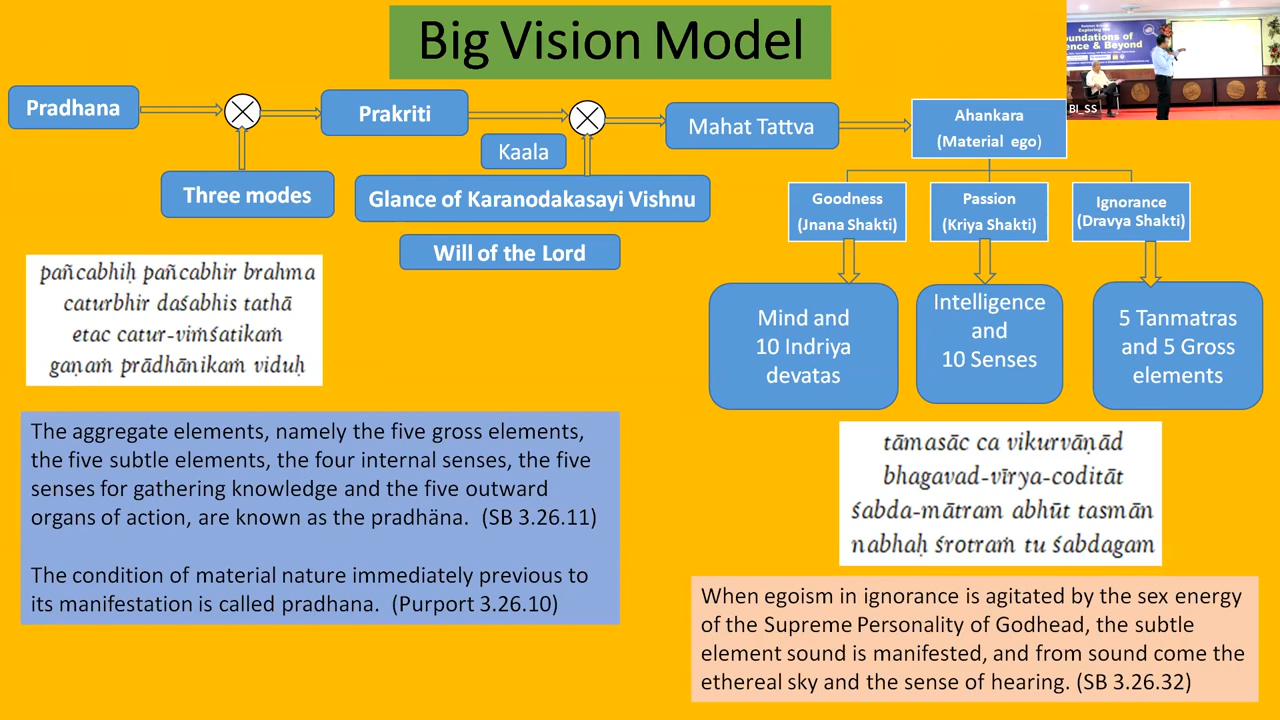 Big Vision Model
Pradhana
Prakriti
Kaala
Mahat Tattva
Ahankara
(Material ego)
Three modes
Glance of Karanodakasayi Vishnu
Will of the Lord
Goodness
(Jnana Shakti)
Passion
(Kriya Shakti)
Ignorance
(Dravya Shakti)
Mind and
10 Indriya
devatas
Intelligence
and
10 Senses
5 Tanmatras
and 5 Gross
elements
pañcabhiḥ pañcabhir brahma
caturbhir daśabhis tathā
etac catur-viṁśatikaṁ
gaṇaṁ prādhānikaṁ viduḥ
The aggregate elements, namely the five gross elements,
the five subtle elements, the four internal senses, the five
senses for gathering knowledge and the five outward
organs of action, are known as the pradhäna. (SB 3.26.11)
The condition of material nature immediately previous to
its manifestation is called pradhana. (Purport 3.26.10)
tāmasāc ca vikurvāṇād
bhagavad-vīrya-coditāt
śabda-mātram abhūt tasmān
nabhaḥ śrotraṁ tu śabdagam
When egoism in ignorance is agitated by the sex energy
of the Supreme Personality of Godhead, the subtle
element sound is manifested, and from sound come the
ethereal sky and the sense of hearing. (SB 3.26.32)
oundations of
ence & Beyond
BI_SS